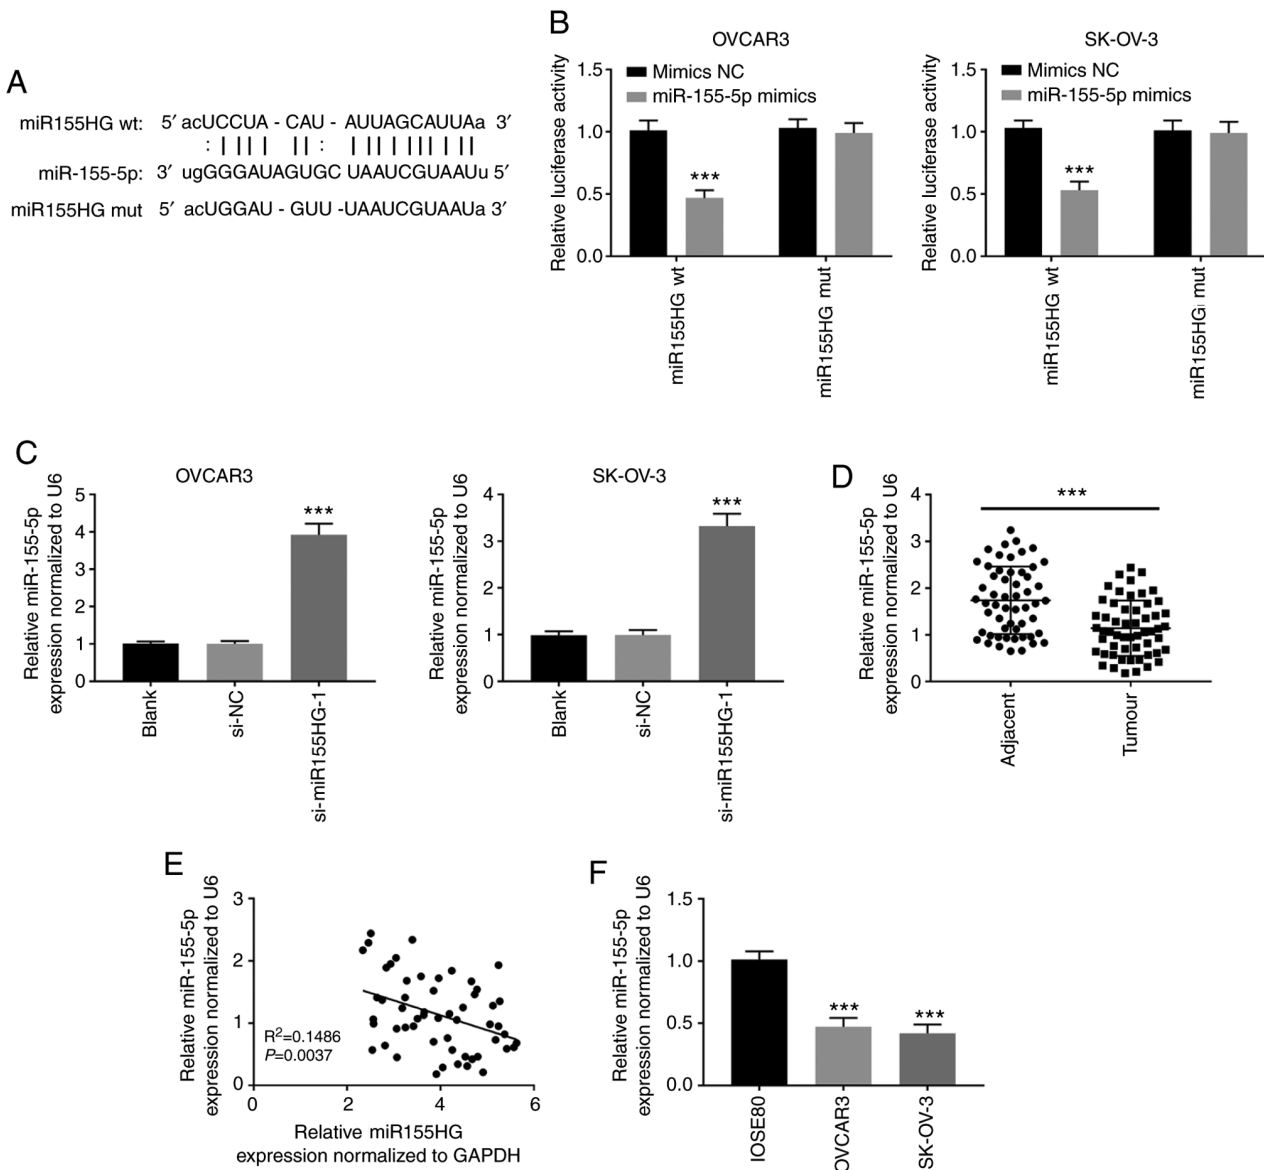 A
miR155HG wt: 5′ acUCCUA - CAU - AUUAGCAUUAa 3′
: | | | | | | : | | | | | | | | | |
miR-155-5p: 3′ ugGGGAUAGUGC UAAUCGUAAUu 5′
miR155HG mut 5′ acUGGAU - GUU -UAAUCGUAAUa 3′
B
OVCAR3
Relative luciferase activity
1.5
1.0
0.5
0.0
Mimics NC
miR-155-5p mimics
***
miR155HG wt
miR155HG mut
SK-OV-3
Relative luciferase activity
1.5
1.0
0.5
0.0
Mimics NC
miR-155-5p mimics
***
miR155HG wt
miR155HG mut
C
OVCAR3
Relative miR-155-5p
expression normalized to U6
5
4
3
2
1
0
***
Blank
si-NC
si-miR155HG-1
SK-OV-3
Relative miR-155-5p
expression normalized to U6
4
3
2
1
0
***
Blank
si-NC
si-miR155HG-1
D
Relative miR-155-5p
expression normalized to U6
4
3
2
1
0
***
Adjacent
Tumour
E
Relative miR-155-5p
expression normalized to U6
3
2
1
0
R²=0.1486
P=0.0037
0 2 4 6
Relative miR155HG
expression normalized to GAPDH
F
Relative miR-155-5p
expression normalized to U6
1.5
1.0
0.5
0.0
***
***
IOSE80
OVCAR3
SK-OV-3